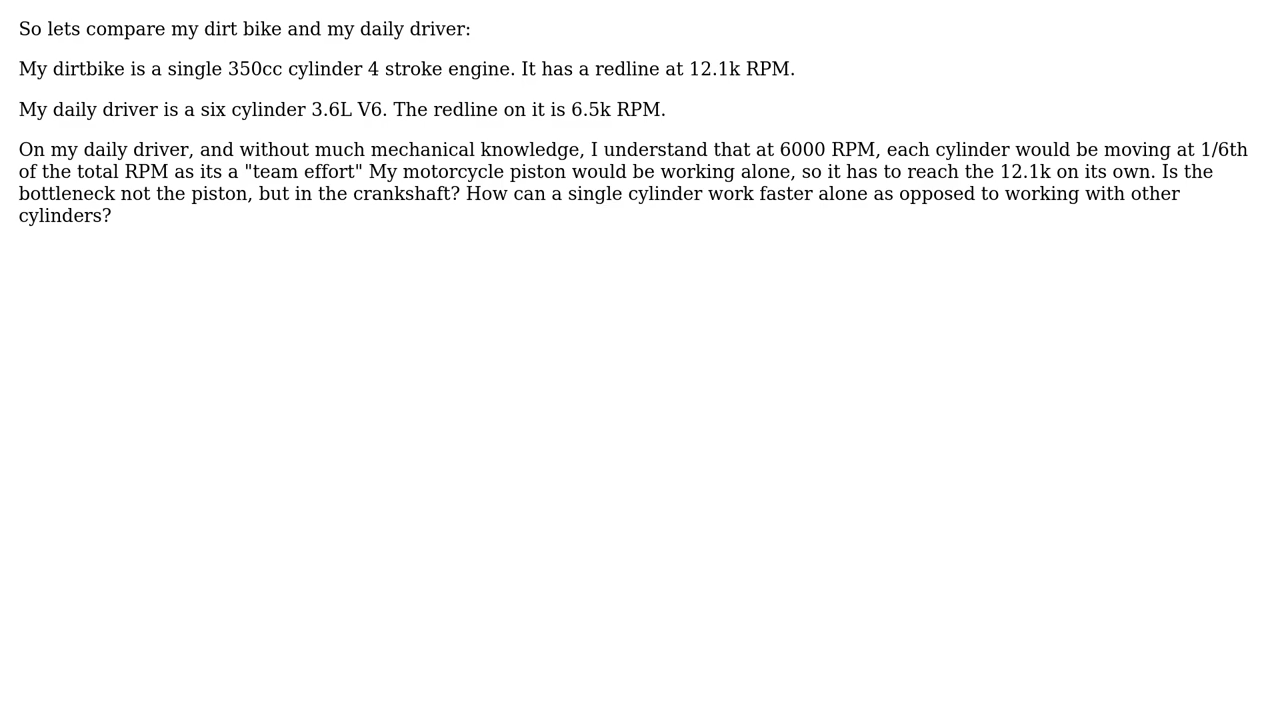 So lets compare my dirt bike and my daily driver:
My dirtbike is a single 350cc cylinder 4 stroke engine. It has a redline at 12.1k RPM.
My daily driver is a six cylinder 3.6L V6. The redline on it is 6.5k RPM.
On my daily driver, and without much mechanical knowledge, I understand that at 6000 RPM, each cylinder would be moving at 1/6th
of the total RPM as its a "team effort" My motorcycle piston would be working alone, so it has to reach the 12.1k on its own. Is the
bottleneck not the piston, but in the crankshaft? How can a single cylinder work faster alone as opposed to working with other
cylinders?